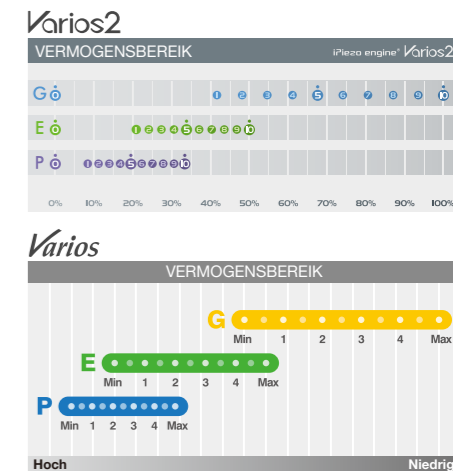 Varios2
VERMOGENSBEREIK iPiezo engine® Varios2
G 0 1 2 3 4 5 6 7 8 9 10
E 0 1 2 3 4 5 6 7 8 9 10
P 0 1 2 3 4 5 6 7 8 9 10
0% 10% 20% 30% 40% 50% 60% 70% 80% 90% 100%
Varios
VERMOGENSBEREIK
G
Min 1 2 3 4 Max
E
Min 1 2 3 4 Max
P
Min 1 2 3 4 Max
Hoch Niedrig